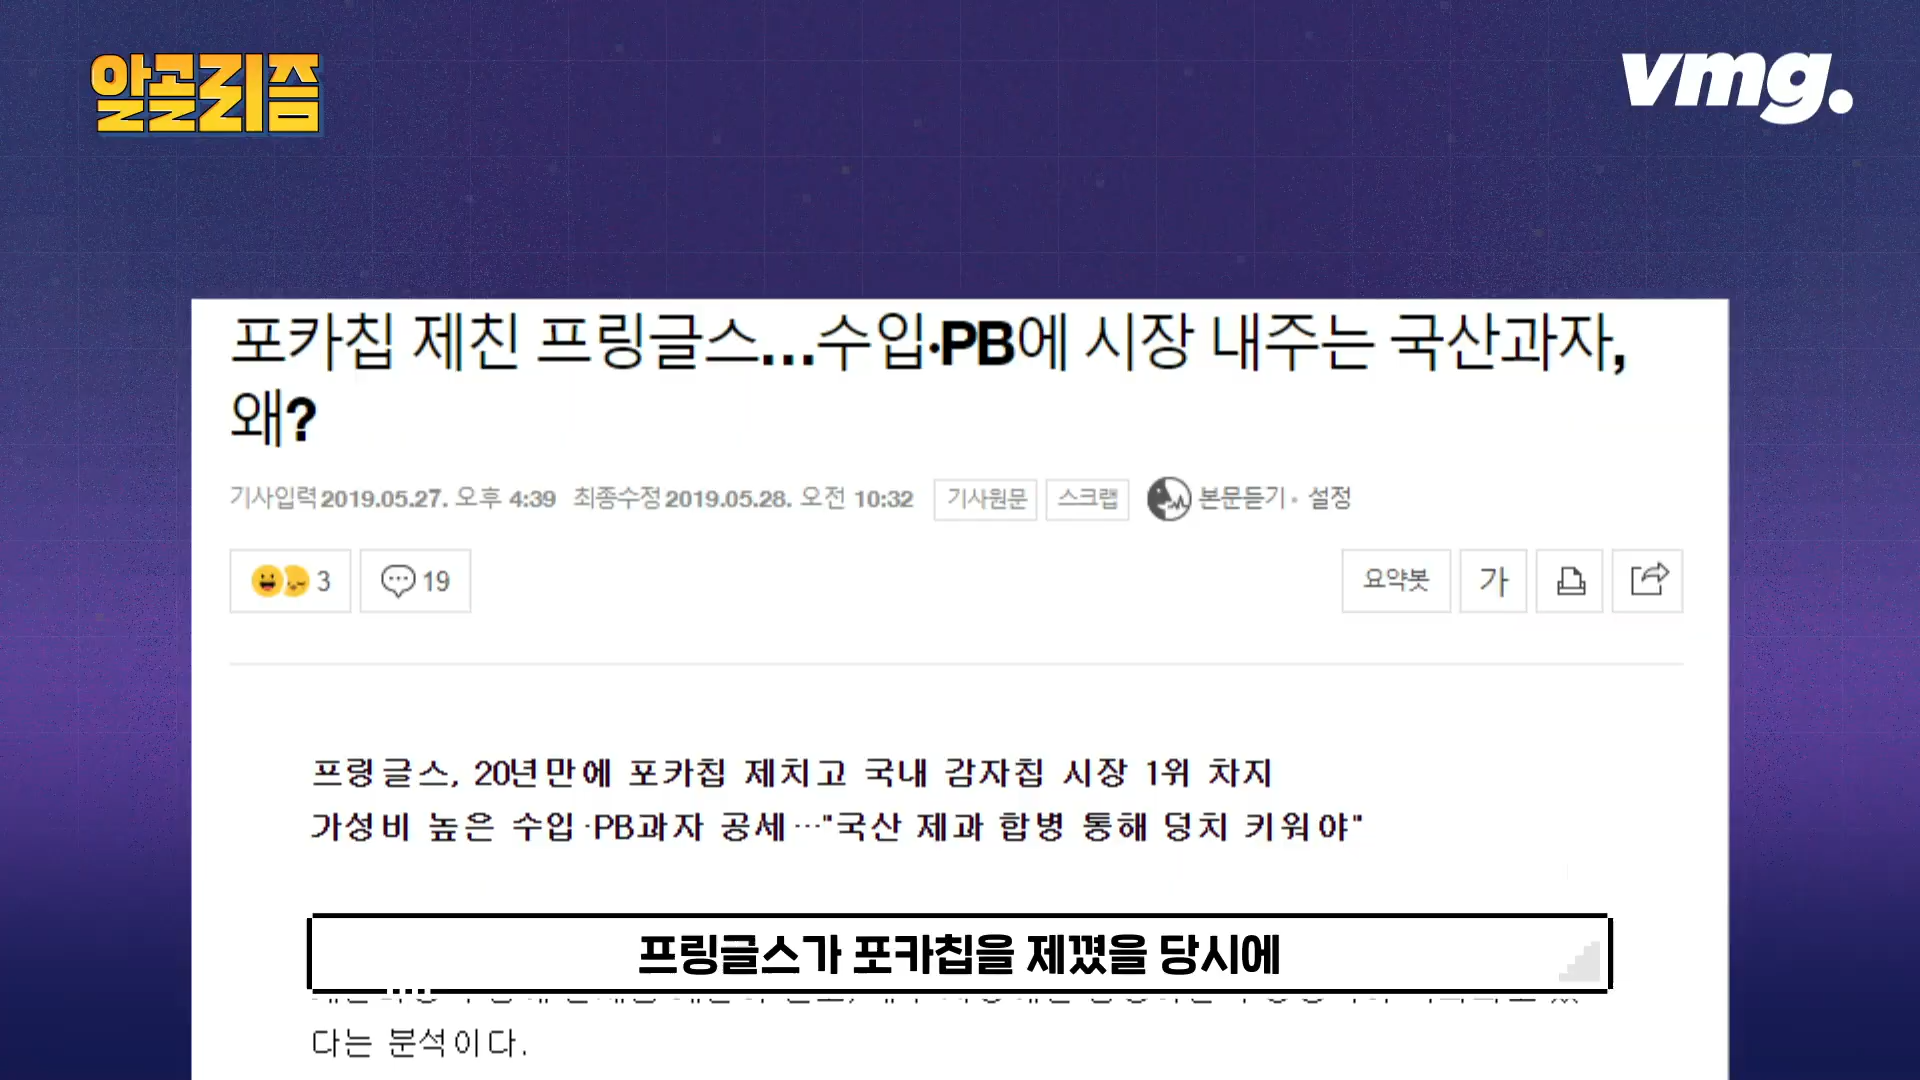 알골리즘
vmg.
포카칩 제친 프링글스...수입·PB에 시장 내주는 국산과자,
왜?
기사입력 2019.05.27. 오후 4:39 최종수정 2019.05.28. 오전 10:32 기사원문 스크랩 본문듣기 · 설정
3 19 요약봇 가
프링글스, 20년만에 포카칩 제치고 국내 감자칩 시장 1위 차지
가성비 높은 수입·PB과자 공세…"국산 제과 합병 통해 덩치 키워야"
프링글스가 포카칩을 제꼈을 당시에
다는 분석이다.